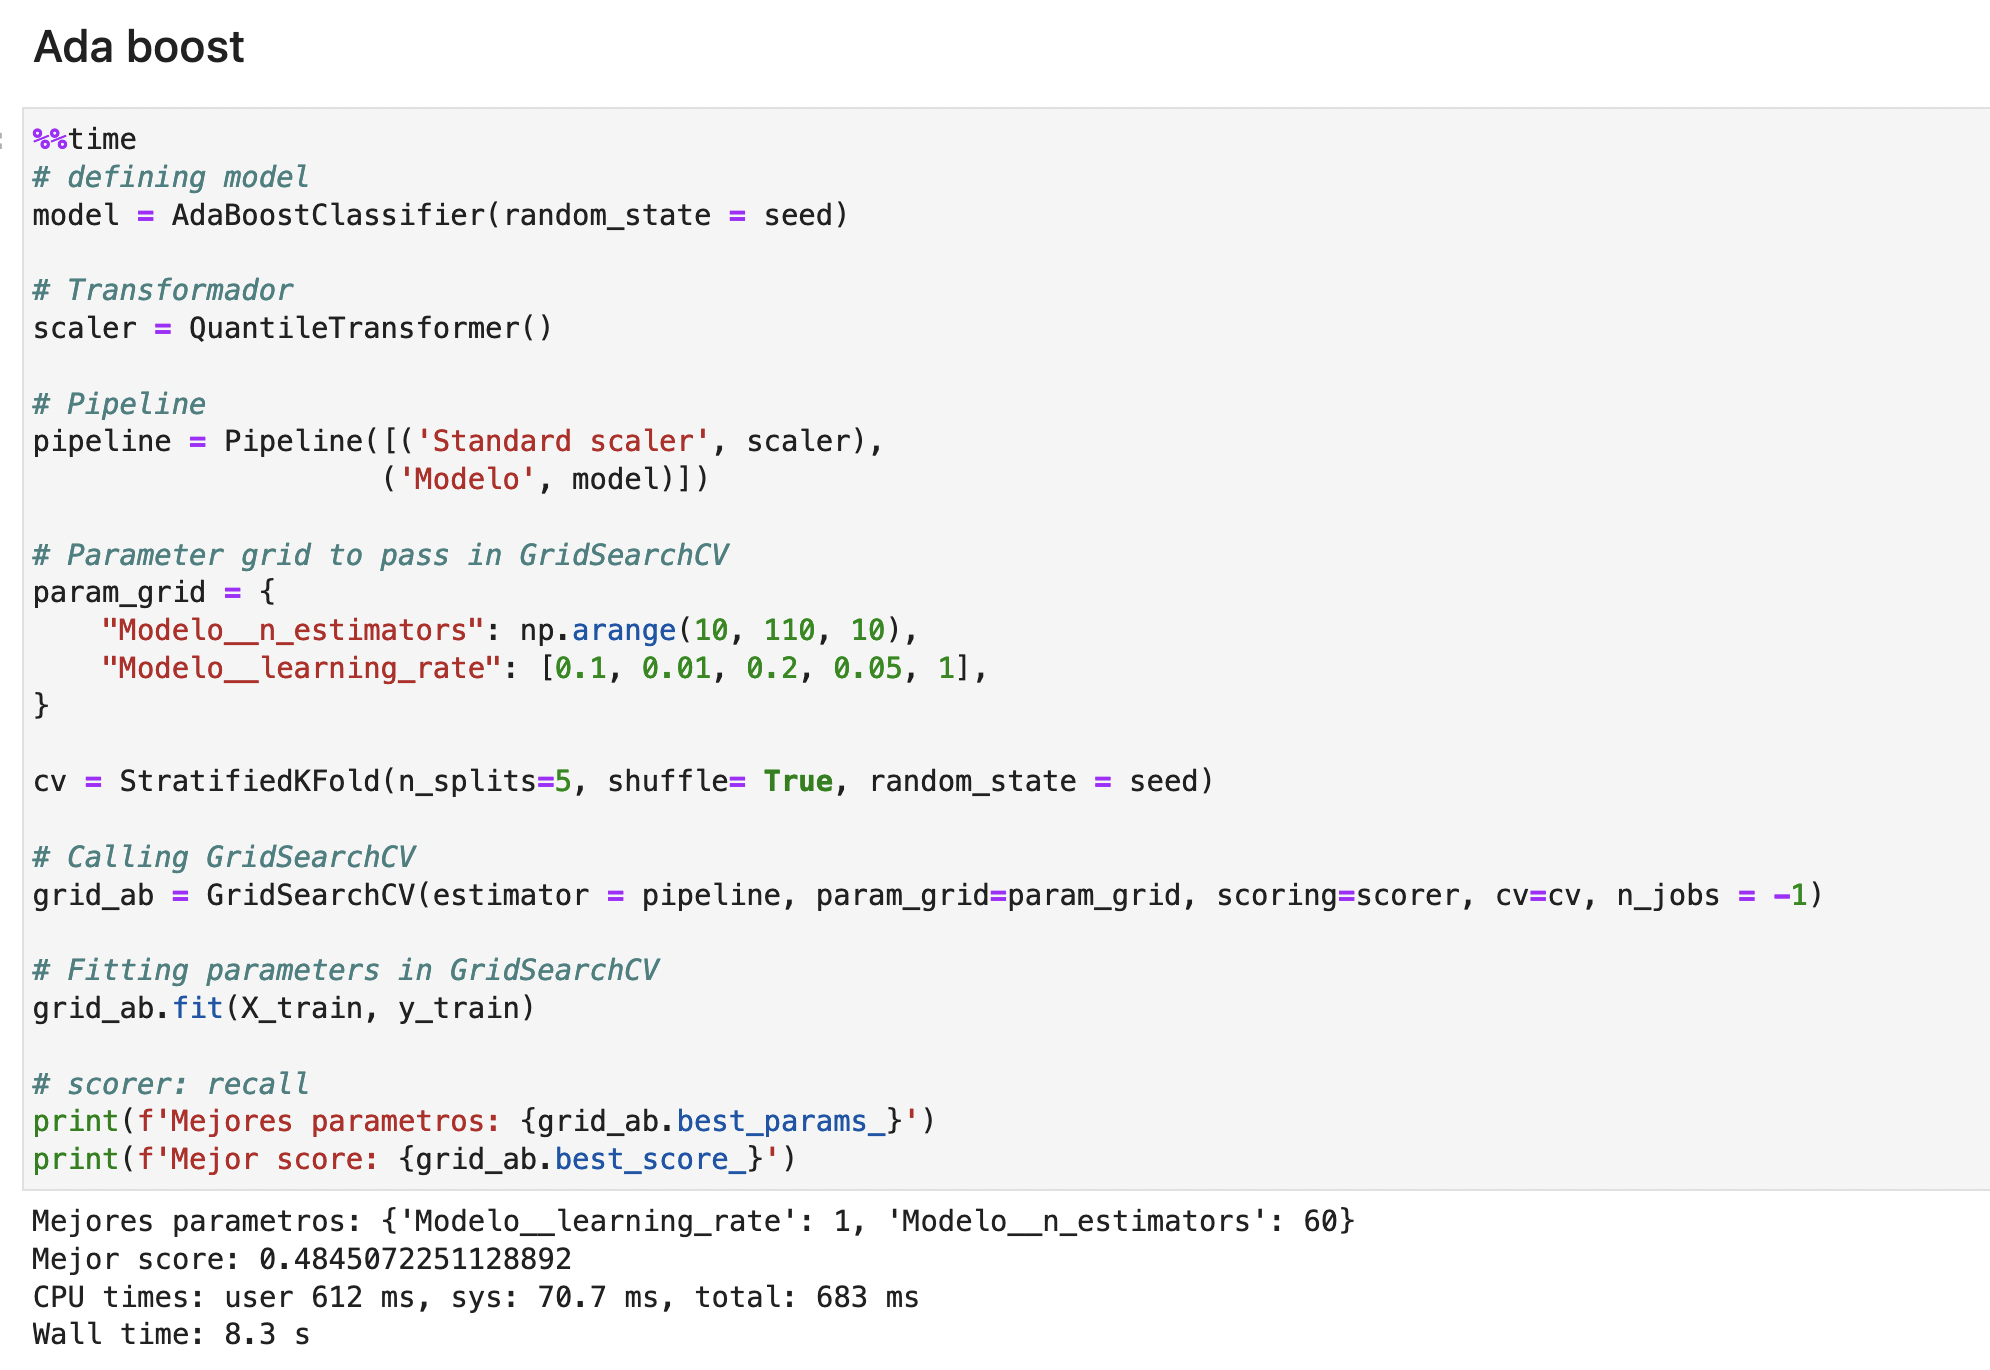 Ada boost
%%time
# defining model
model = AdaBoostClassifier(random_state = seed)
# Transformador
scaler = QuantileTransformer()
# Pipeline
pipeline = Pipeline([('Standard scaler', scaler),
                    ('Modelo', model)])
# Parameter grid to pass in GridSearchCV
param_grid = {
    "Modelo__n_estimators": np.arange(10, 110, 10),
    "Modelo__learning_rate": [0.1, 0.01, 0.2, 0.05, 1],
}
cv = StratifiedKFold(n_splits=5, shuffle= True, random_state = seed)
# Calling GridSearchCV
grid_ab = GridSearchCV(estimator = pipeline, param_grid=param_grid, scoring=scorer, cv=cv, n_jobs = -1)
# Fitting parameters in GridSearchCV
grid_ab.fit(X_train, y_train)
# scorer: recall
print(f'Mejores parametros: {grid_ab.best_params_}')
print(f'Mejor score: {grid_ab.best_score_}')
Mejores parametros: {'Modelo__learning_rate': 1, 'Modelo__n_estimators': 60}
Mejor score: 0.4845072251128892
CPU times: user 612 ms, sys: 70.7 ms, total: 683 ms
Wall time: 8.3 s